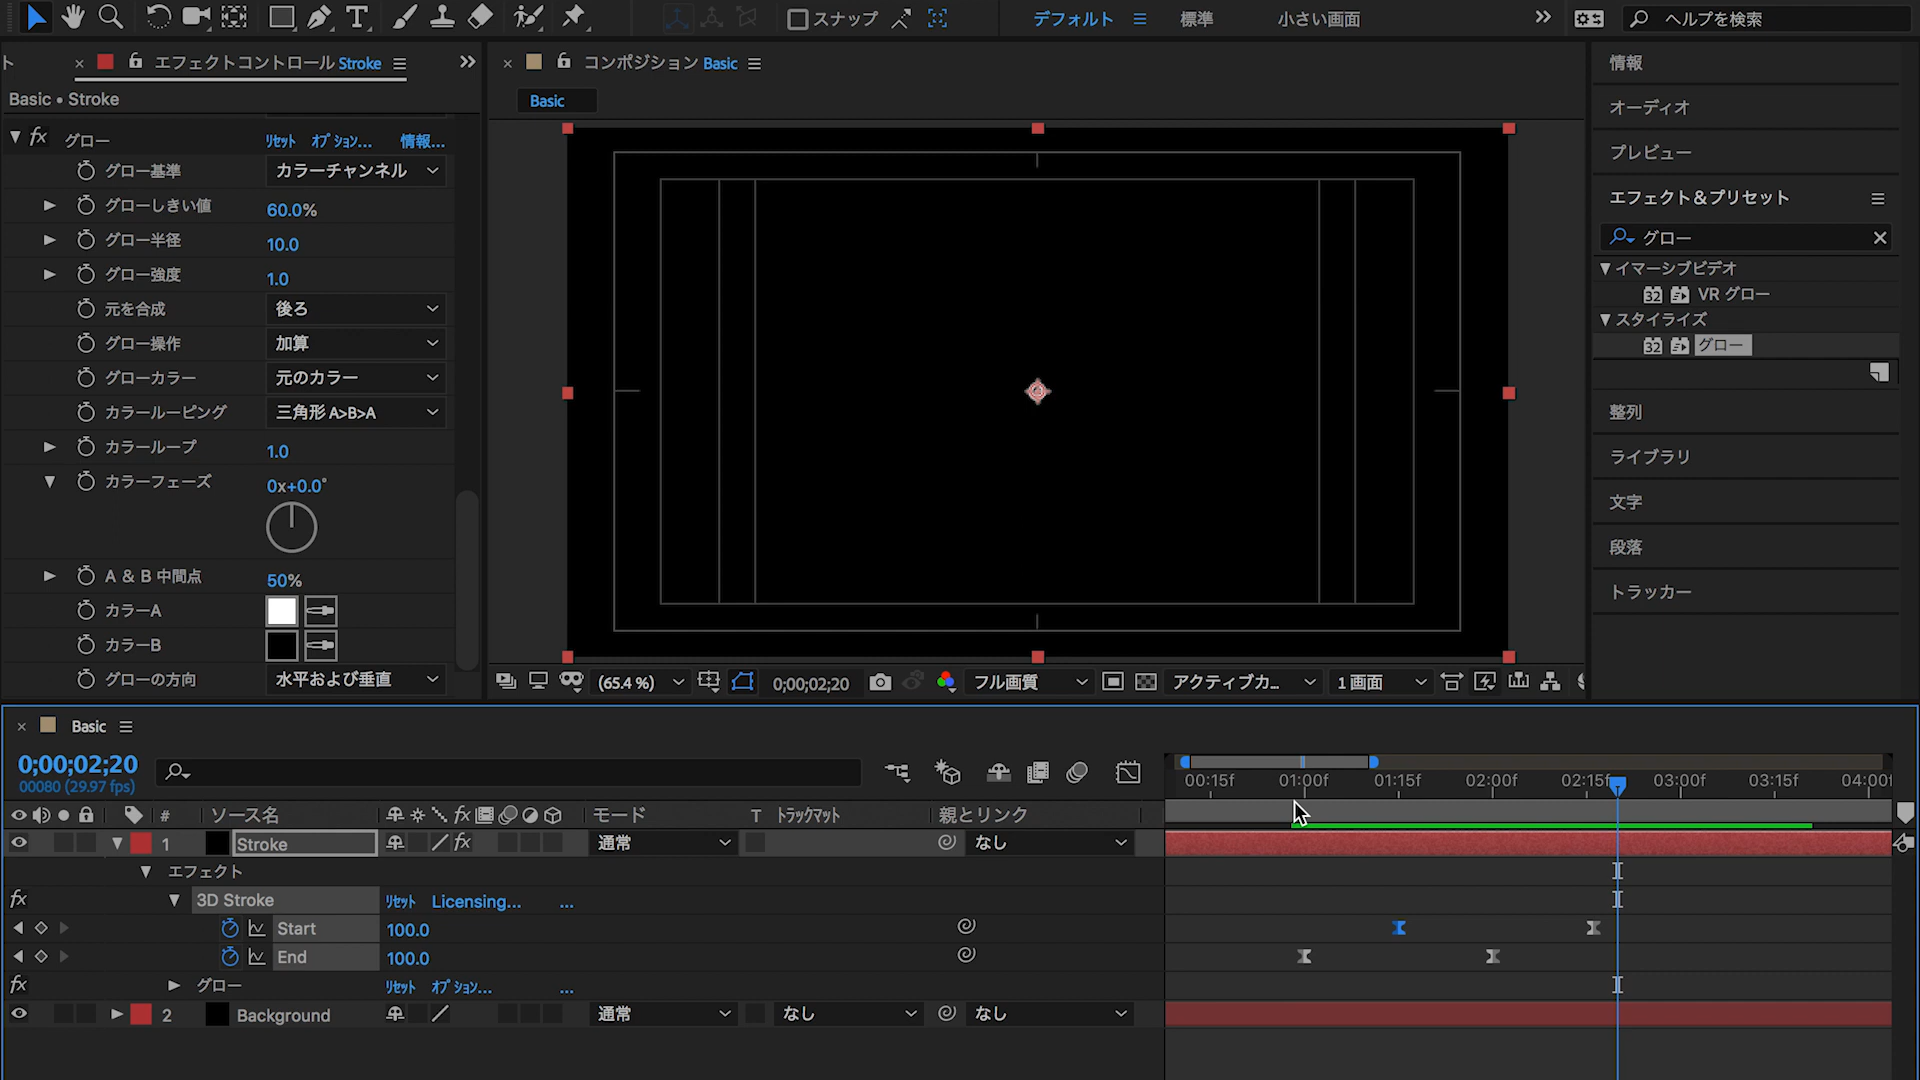 スナップ
デフォルト
標準
小さい画面
ヘルプを検索
ト
エフェクトコントロール Stroke
Basic • Stroke
fx グロー リセット オプション... 情報...
グロー基準 カラーチャンネル
グローしきい値 60.0%
グロー半径 10.0
グロー強度 1.0
元を合成 後ろ
グロー操作 加算
グローカラー 元のカラー
カラールーピング 三角形 A>B>A
カラーループ 1.0
カラーフェーズ 0x+0.0°
A & B 中間点 50%
カラーA
カラーB
グローの方向 水平および垂直
コンポジション Basic
Basic
(65.4 %)
0;00;02;20
フル画質
アクティブカ...
1 画面
情報
オーディオ
プレビュー
エフェクト＆プリセット
グロー
イマーシブビデオ
32 VR グロー
スタイライズ
32 グロー
整列
ライブラリ
文字
段落
トラッカー
Basic
0;00;02;20
00080 (29.97 fps)
00:15f 01:00f 01:15f 02:00f 02:15f 03:00f 03:15f 04:00f
# ソース名 fx モード T トラックマット 親とリンク
1 Stroke fx 通常 なし
エフェクト
fx 3D Stroke リセット Licensing... ...
Start 100.0
End 100.0
fx グロー リセット オプション... ...
2 Background 通常 なし なし